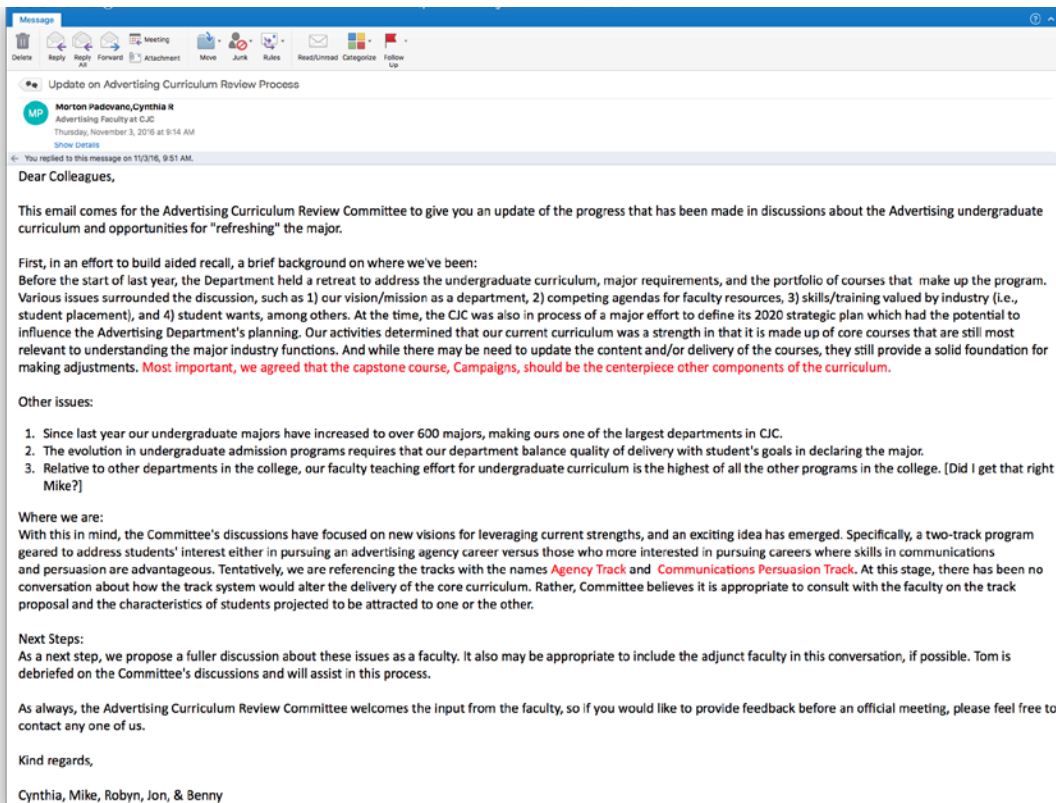 Message
Delete
Reply
Reply All
Forward
Meeting
Attachment
Move
Junk
Rules
Read/Unread
Categorize
Follow Up
Update on Advertising Curriculum Review Process
MP
Morton Padovano,Cynthia R
Advertising Faculty at CJC
Thursday, November 3, 2016 at 9:14 AM
Show Details
You replied to this message on 11/3/16, 9:51 AM.
Dear Colleagues,
This email comes for the Advertising Curriculum Review Committee to give you an update of the progress that has been made in discussions about the Advertising undergraduate
curriculum and opportunities for "refreshing" the major.
First, in an effort to build aided recall, a brief background on where we've been:
Before the start of last year, the Department held a retreat to address the undergraduate curriculum, major requirements, and the portfolio of courses that make up the program.
Various issues surrounded the discussion, such as 1) our vision/mission as a department, 2) competing agendas for faculty resources, 3) skills/training valued by industry (i.e.,
student placement), and 4) student wants, among others. At the time, the CJC was also in process of a major effort to define its 2020 strategic plan which had the potential to
influence the Advertising Department's planning. Our activities determined that our current curriculum was a strength in that it is made up of core courses that are still most
relevant to understanding the major industry functions. And while there may be need to update the content and/or delivery of the courses, they still provide a solid foundation for
making adjustments. Most important, we agreed that the capstone course, Campaigns, should be the centerpiece other components of the curriculum.
Other issues:
1. Since last year our undergraduate majors have increased to over 600 majors, making ours one of the largest departments in CJC.
2. The evolution in undergraduate admission programs requires that our department balance quality of delivery with student's goals in declaring the major.
3. Relative to other departments in the college, our faculty teaching effort for undergraduate curriculum is the highest of all the other programs in the college. [Did I get that right
Mike?]
Where we are:
With this in mind, the Committee's discussions have focused on new visions for leveraging current strengths, and an exciting idea has emerged. Specifically, a two-track program
geared to address students' interest either in pursuing an advertising agency career versus those who more interested in pursuing careers where skills in communications
and persuasion are advantageous. Tentatively, we are referencing the tracks with the names Agency Track and Communications Persuasion Track. At this stage, there has been no
conversation about how the track system would alter the delivery of the core curriculum. Rather, Committee believes it is appropriate to consult with the faculty on the track
proposal and the characteristics of students projected to be attracted to one or the other.
Next Steps:
As a next step, we propose a fuller discussion about these issues as a faculty. It also may be appropriate to include the adjunct faculty in this conversation, if possible. Tom is
debriefed on the Committee's discussions and will assist in this process.
As always, the Advertising Curriculum Review Committee welcomes the input from the faculty, so if you would like to provide feedback before an official meeting, please feel free to
contact any one of us.
Kind regards,
Cynthia, Mike, Robyn, Jon, & Benny